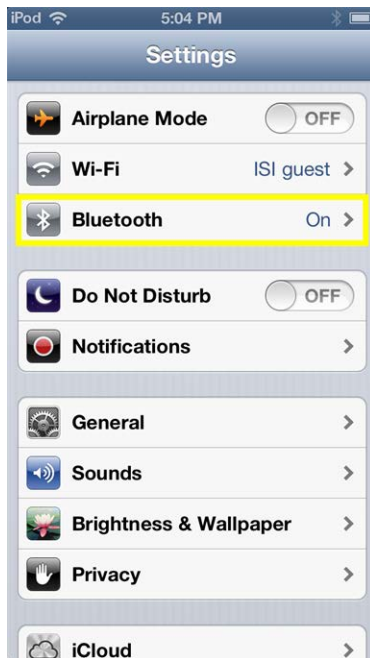 iPod 5:04 PM
Settings
Airplane Mode OFF
Wi-Fi ISI guest
Bluetooth On
Do Not Disturb OFF
Notifications
General
Sounds
Brightness & Wallpaper
Privacy
iCloud